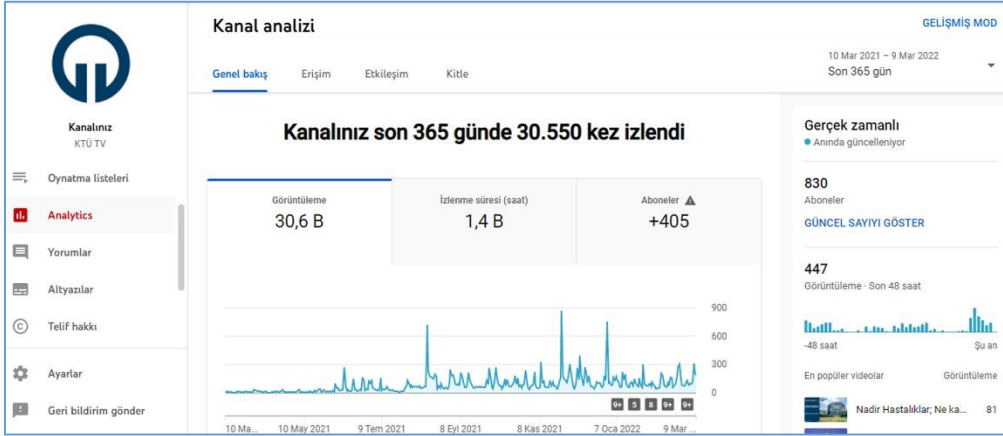 Kanalınız
KTÜ TV
Oynatma listeleri
Analytics
Yorumlar
Altyazılar
Telif hakkı
Ayarlar
Geri bildirim gönder
Kanal analizi
GELİŞMİŞ MOD
Genel bakış
Erişim
Etkileşim
Kitle
10 Mar 2021 – 9 Mar 2022
Son 365 gün
Kanalınız son 365 günde 30.550 kez izlendi
Görüntüleme
30,6 B
İzlenme süresi (saat)
1,4 B
Aboneler
+405
900
600
300
0
9+ 5 8 9+ 9+
10 Ma... 10 May 2021 9 Tem 2021 8 Eyl 2021 8 Kas 2021 7 Oca 2022 9 Mar ...
Gerçek zamanlı
Anında güncelleniyor
830
Aboneler
GÜNCEL SAYIYI GÖSTER
447
Görüntüleme · Son 48 saat
-48 saat Şu an
En popüler videolar Görüntüleme
Nadir Hastalıklar; Ne ka... 81